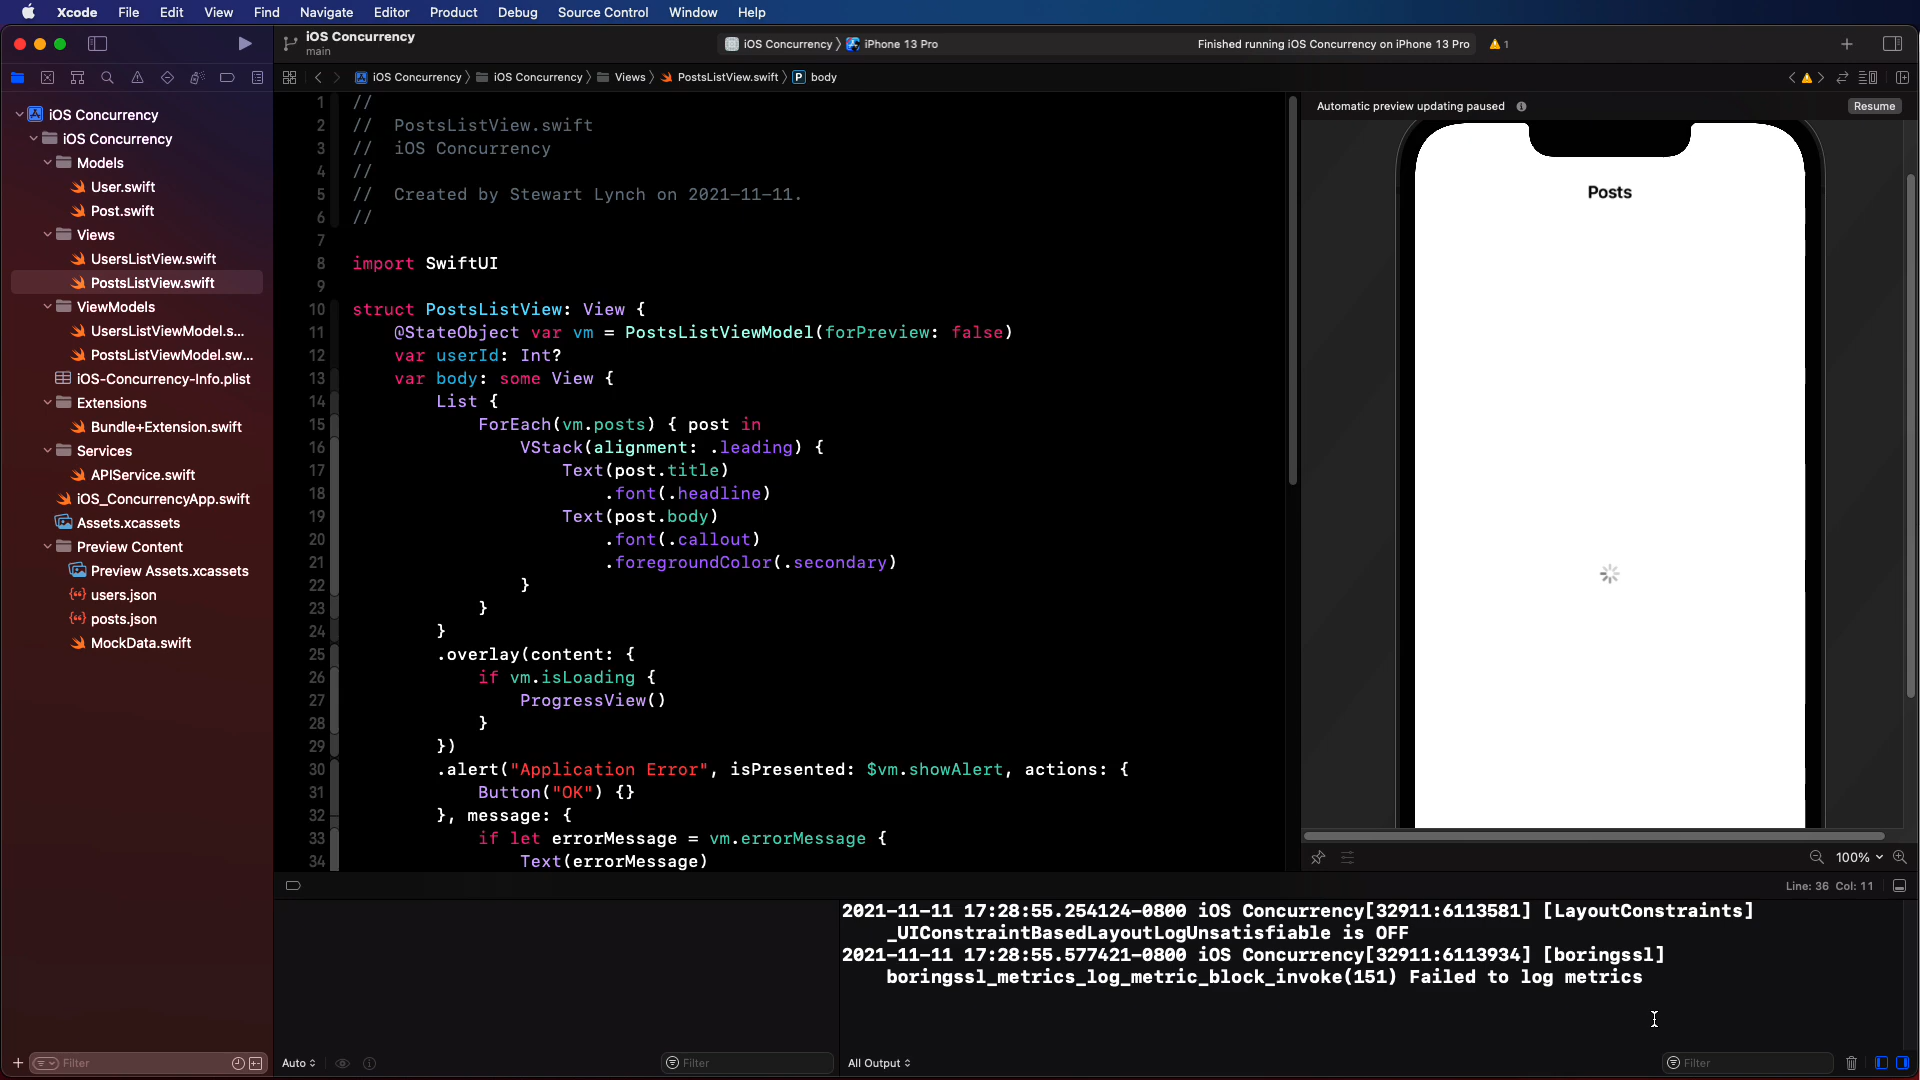 Xcode File Edit View Find Navigate Editor Product Debug Source Control Window Help
iOS Concurrency
main
iOS Concurrency iPhone 13 Pro
Finished running iOS Concurrency on iPhone 13 Pro 1
iOS Concurrency iOS Concurrency Views PostsListView.swift P body
iOS Concurrency
iOS Concurrency
Models
User.swift
Post.swift
Views
UsersListView.swift
PostsListView.swift
ViewModels
UsersListViewModel.s...
PostsListViewModel.sw...
iOS-Concurrency-Info.plist
Extensions
Bundle+Extension.swift
Services
APIService.swift
iOS_ConcurrencyApp.swift
Assets.xcassets
Preview Content
Preview Assets.xcassets
users.json
posts.json
MockData.swift
Filter
1 //
2 // PostsListView.swift
3 // iOS Concurrency
4 //
5 // Created by Stewart Lynch on 2021-11-11.
6 //
7
8 import SwiftUI
9
10 struct PostsListView: View {
11 @StateObject var vm = PostsListViewModel(forPreview: false)
12 var userId: Int?
13 var body: some View {
14 List {
15 ForEach(vm.posts) { post in
16 VStack(alignment: .leading) {
17 Text(post.title)
18 .font(.headline)
19 Text(post.body)
20 .font(.callout)
21 .foregroundColor(.secondary)
22 }
23 }
24 }
25 .overlay(content: {
26 if vm.isLoading {
27 ProgressView()
28 }
29 })
30 .alert("Application Error", isPresented: $vm.showAlert, actions: {
31 Button("OK") {}
32 }, message: {
33 if let errorMessage = vm.errorMessage {
34 Text(errorMessage)
Automatic preview updating paused Resume
Posts
100%
Line: 36 Col: 11
2021-11-11 17:28:55.254124-0800 iOS Concurrency[32911:6113581] [LayoutConstraints]
_UIConstraintBasedLayoutLogUnsatisfiable is OFF
2021-11-11 17:28:55.577421-0800 iOS Concurrency[32911:6113934] [boringssl]
boringssl_metrics_log_metric_block_invoke(151) Failed to log metrics
Auto Filter All Output Filter